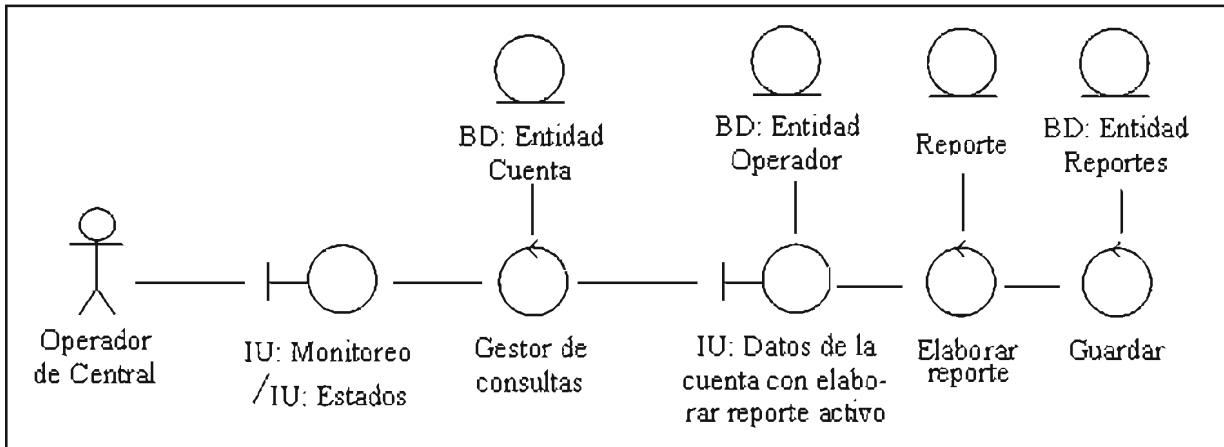 BD: Entidad
Cuenta
BD: Entidad
Operador
Reporte
BD: Entidad
Reportes
Operador
de Central
IU: Monitoreo
/IU: Estados
Gestor de
consultas
IU: Datos de la
cuenta con elabo-
rar reporte activo
Elaborar
reporte
Guardar